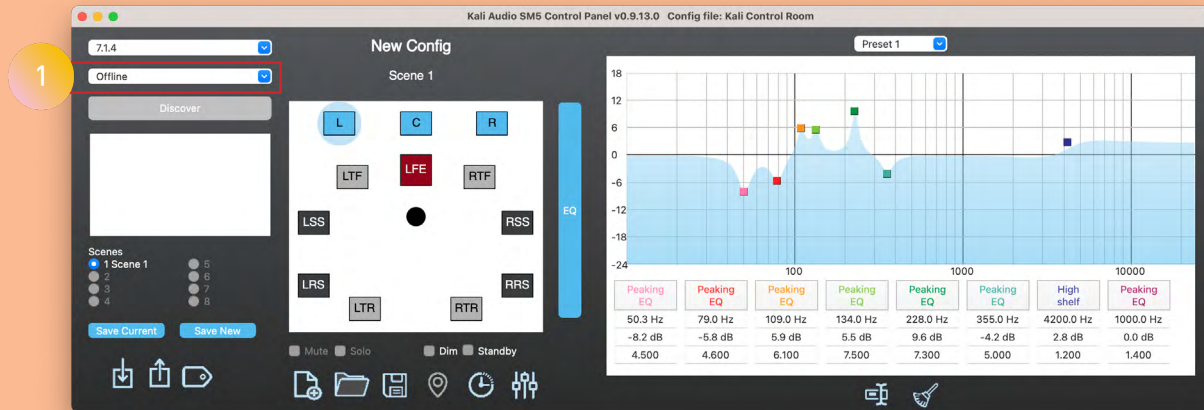 Kali Audio SM5 Control Panel v0.9.13.0 Config file: Kali Control Room
1
7.1.4
Offline
Discover
Scenes
1 Scene 1
2
3
4
5
6
7
8
Save Current
Save New
New Config
Scene 1
L
C
R
LTF
LFE
RTF
LSS
RSS
LRS
RRS
LTR
RTR
EQ
Mute
Solo
Dim
Standby
Preset 1
18
12
6
0
-6
-12
-18
-24
100
1000
10000
Peaking EQ Peaking EQ Peaking EQ Peaking EQ Peaking EQ Peaking EQ High shelf Peaking EQ
50.3 Hz 79.0 Hz 109.0 Hz 134.0 Hz 228.0 Hz 355.0 Hz 4200.0 Hz 1000.0 Hz
-8.2 dB -5.8 dB 5.9 dB 5.5 dB 9.6 dB -4.2 dB 2.8 dB 0.0 dB
4.500 4.600 6.100 7.500 7.300 5.000 1.200 1.400